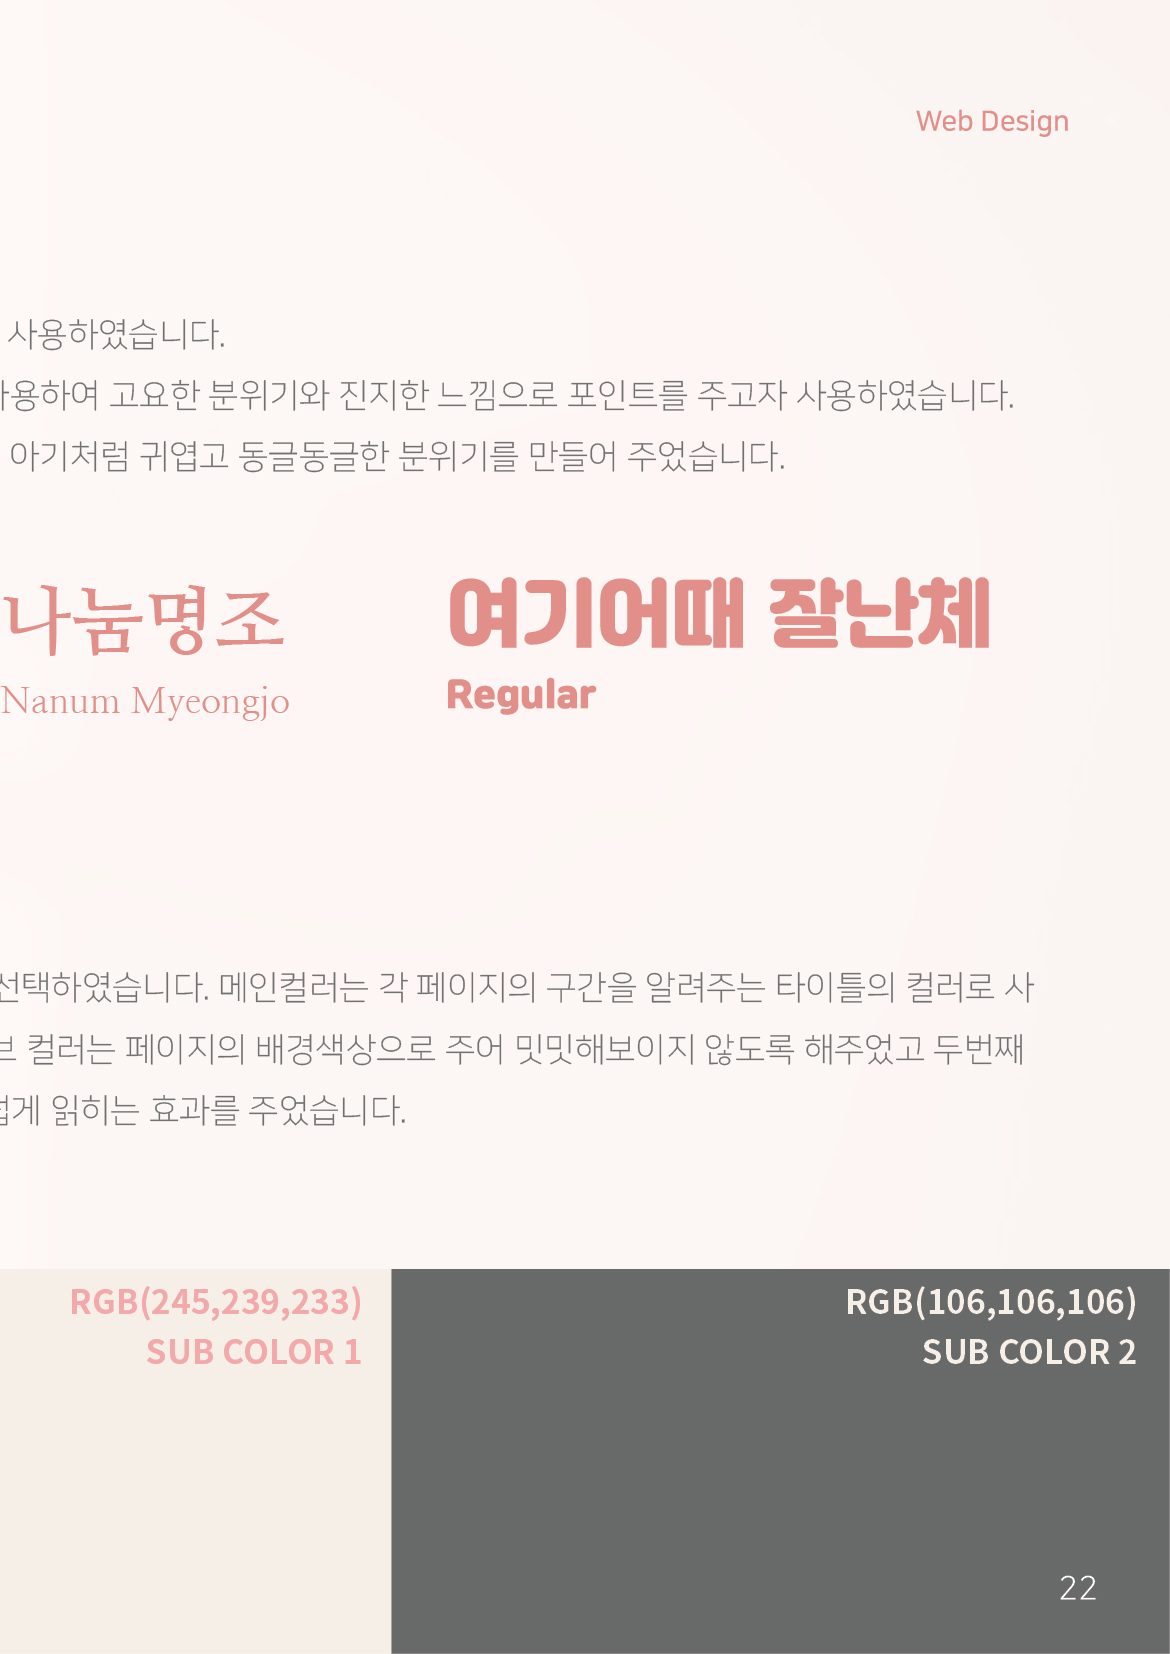 Web Design
사용하였습니다.
사용하여 고요한 분위기와 진지한 느낌으로 포인트를 주고자 사용하였습니다.
아기처럼 귀엽고 동글동글한 분위기를 만들어 주었습니다.
나눔명조
Nanum Myeongjo
여기어때 잘난체
Regular
선택하였습니다. 메인컬러는 각 페이지의 구간을 알려주는 타이틀의 컬러로 사
컬러는 페이지의 배경색상으로 주어 밋밋해보이지 않도록 해주었고 두번째
읽히는 효과를 주었습니다.
RGB(245,239,233)
SUB COLOR 1
RGB(106,106,106)
SUB COLOR 2
22